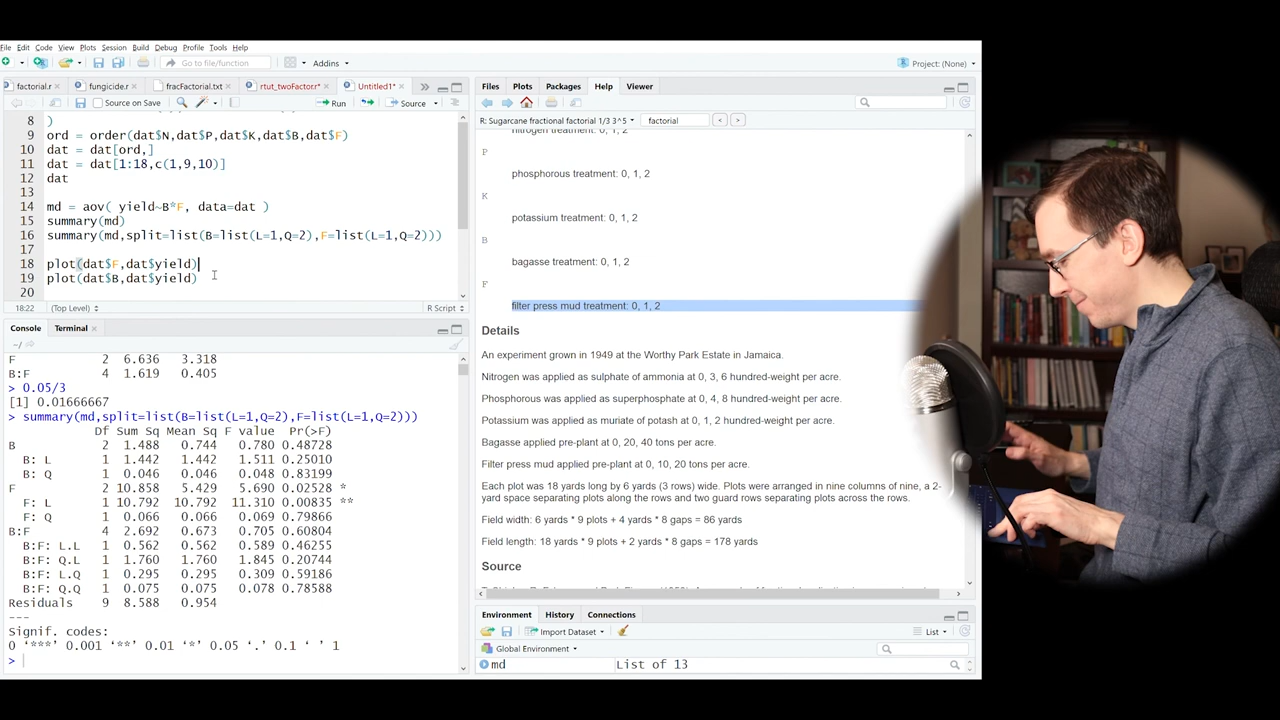 File Edit Code View Plots Session Build Debug Profile Tools Help
Go to file/function Addins Project: (None)
factorial.r fungicide.r fracFactorial.txt rtut_twoFactor.r* Untitled1*
Source on Save Run Source
8 )
9 ord = order(dat$N,dat$P,dat$K,dat$B,dat$F)
10 dat = dat[ord,]
11 dat = dat[1:18,c(1,9,10)]
12 dat
13
14 md = aov( yield~B*F, data=dat )
15 summary(md)
16 summary(md,split=list(B=list(L=1,Q=2),F=list(L=1,Q=2)))
17
18 plot(dat$F,dat$yield)
19 plot(dat$B,dat$yield)
20
18:22 (Top Level) R Script
Console Terminal
~/
F 2 6.636 3.318
B:F 4 1.619 0.405
> 0.05/3
[1] 0.01666667
> summary(md,split=list(B=list(L=1,Q=2),F=list(L=1,Q=2)))
Df Sum Sq Mean Sq F value Pr(>F)
B 2 1.488 0.744 0.780 0.48728
B: L 1 1.442 1.442 1.511 0.25010
B: Q 1 0.046 0.046 0.048 0.83199
F 2 10.858 5.429 5.690 0.02528 *
F: L 1 10.792 10.792 11.310 0.00835 **
F: Q 1 0.066 0.066 0.069 0.79866
B:F 4 2.692 0.673 0.705 0.60804
B:F: L.L 1 0.562 0.562 0.589 0.46255
B:F: Q.L 1 1.760 1.760 1.845 0.20744
B:F: L.Q 1 0.295 0.295 0.309 0.59186
B:F: Q.Q 1 0.075 0.075 0.078 0.78588
Residuals 9 8.588 0.954
---
Signif. codes:
0 ‘***’ 0.001 ‘**’ 0.01 ‘*’ 0.05 ‘.’ 0.1 ‘ ’ 1
>
Files Plots Packages Help Viewer
R: Sugarcane fractional factorial 1/3 3^5 factorial
nitrogen treatment: 0, 1, 2
P
phosphorous treatment: 0, 1, 2
K
potassium treatment: 0, 1, 2
B
bagasse treatment: 0, 1, 2
F
filter press mud treatment: 0, 1, 2
Details
An experiment grown in 1949 at the Worthy Park Estate in Jamaica.
Nitrogen was applied as sulphate of ammonia at 0, 3, 6 hundred-weight per acre.
Phosphorous was applied as superphosphate at 0, 4, 8 hundred-weight per acre.
Potassium was applied as muriate of potash at 0, 1, 2 hundred-weight per acre.
Bagasse applied pre-plant at 0, 20, 40 tons per acre.
Filter press mud applied pre-plant at 0, 10, 20 tons per acre.
Each plot was 18 yards long by 6 yards (3 rows) wide. Plots were arranged in nine columns of nine, a 2-
yard space separating plots along the rows and two guard rows separating plots across the rows.
Field width: 6 yards * 9 plots + 4 yards * 8 gaps = 86 yards
Field length: 18 yards * 9 plots + 2 yards * 8 gaps = 178 yards
Source
Environment History Connections
Import Dataset List
Global Environment
md List of 13